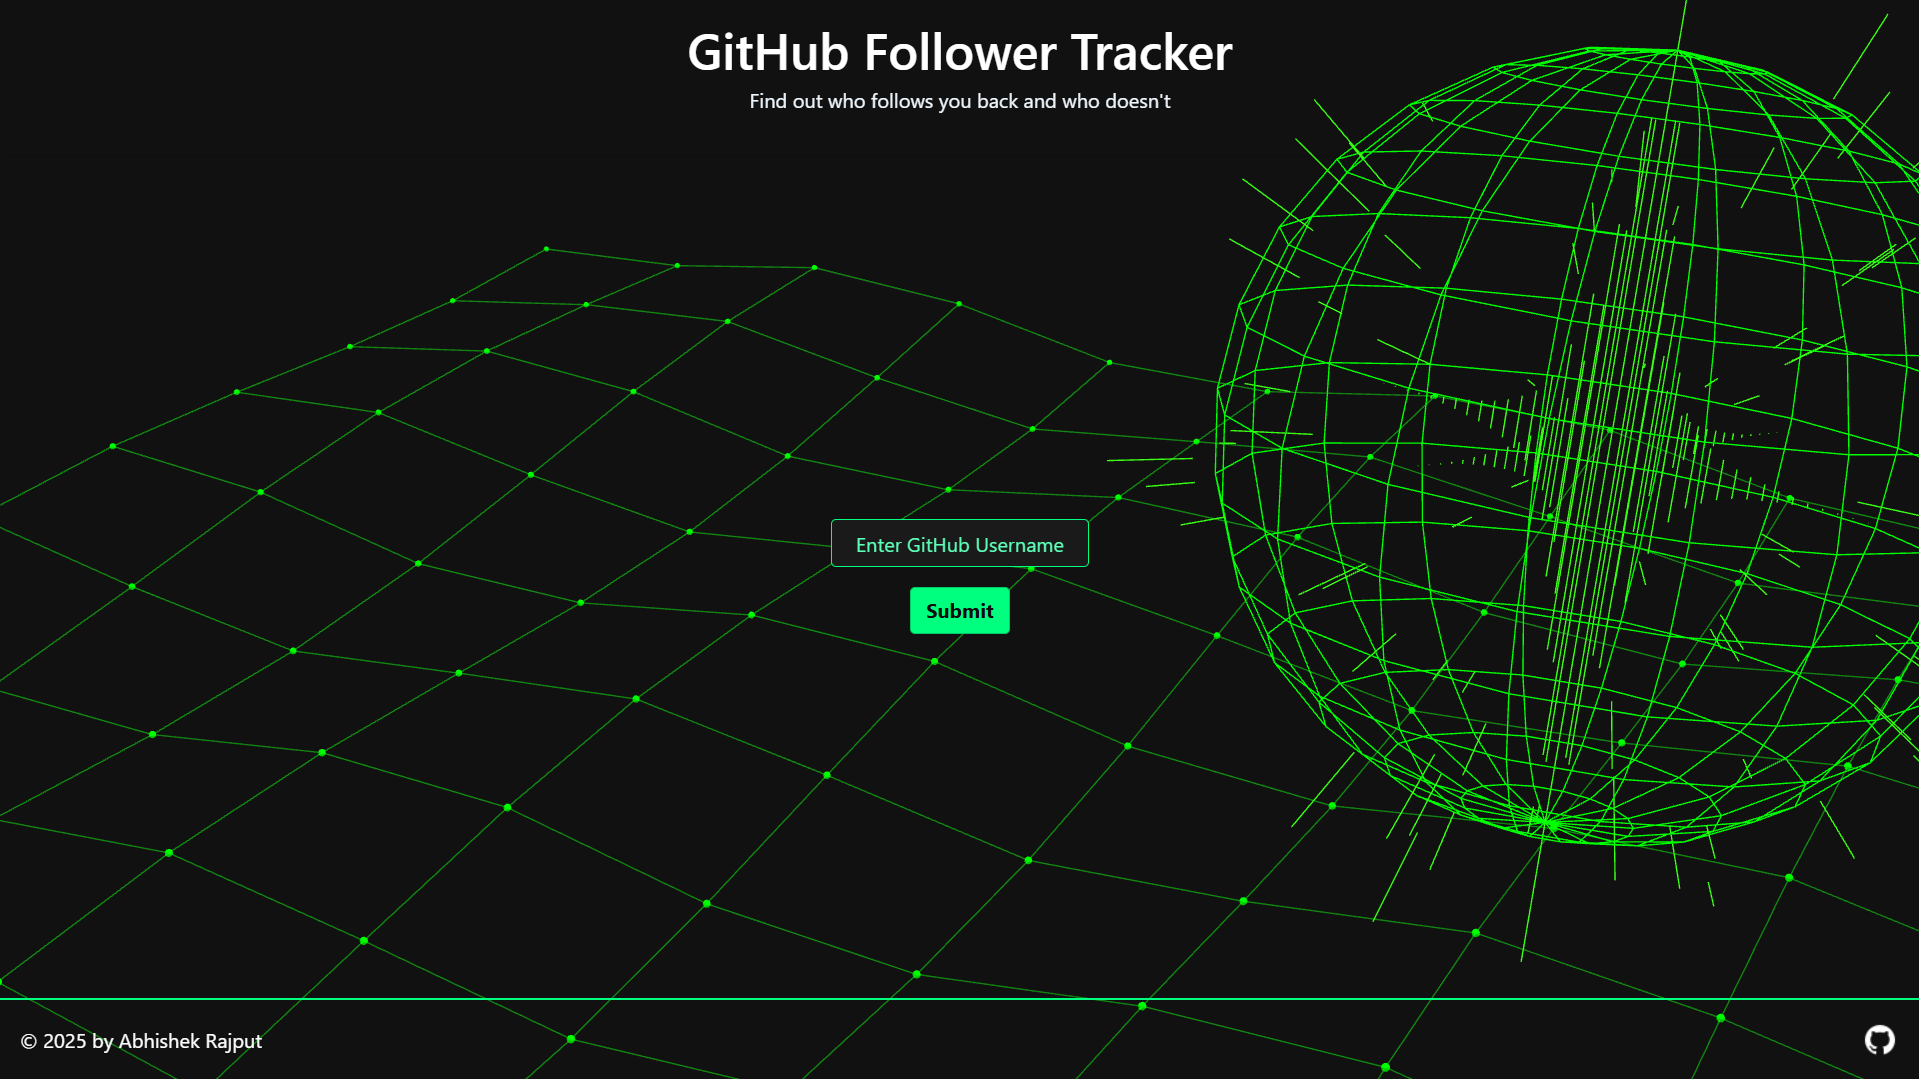 GitHub Follower Tracker
Find out who follows you back and who doesn't
Enter GitHub Username
Submit
© 2025 by Abhishek Rajput